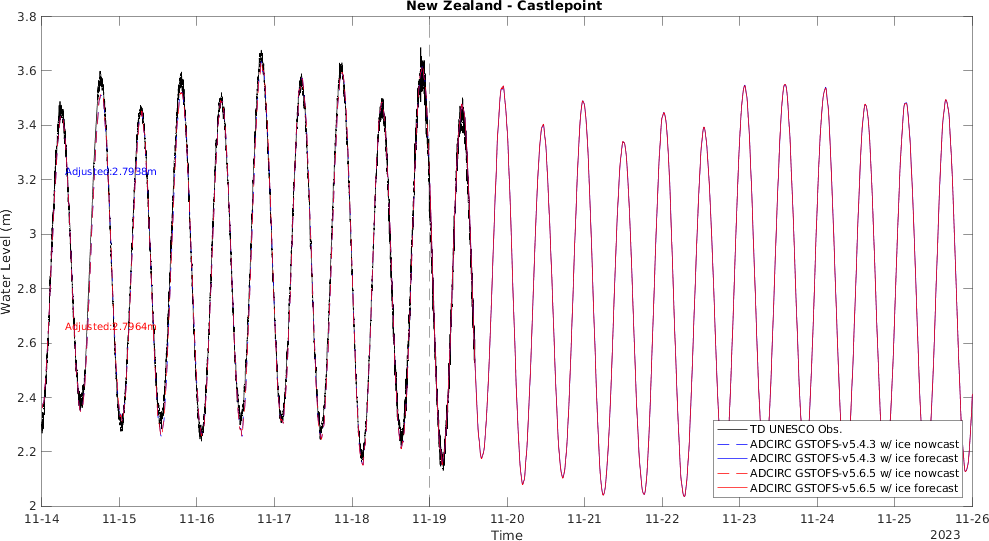 New Zealand - Castlepoint
3.8
3.6
3.4
3.2
3
2.8
2.6
2.4
2.2
2
Water Level (m)
Adjusted:2.7938m
Adjusted:2.7964m
TD UNESCO Obs.
ADCIRC GSTOFS-v5.4.3 w/ ice nowcast
ADCIRC GSTOFS-v5.4.3 w/ ice forecast
ADCIRC GSTOFS-v5.6.5 w/ ice nowcast
ADCIRC GSTOFS-v5.6.5 w/ ice forecast
11-14 11-15 11-16 11-17 11-18 11-19 11-20 11-21 11-22 11-23 11-24 11-25 11-26
Time
2023